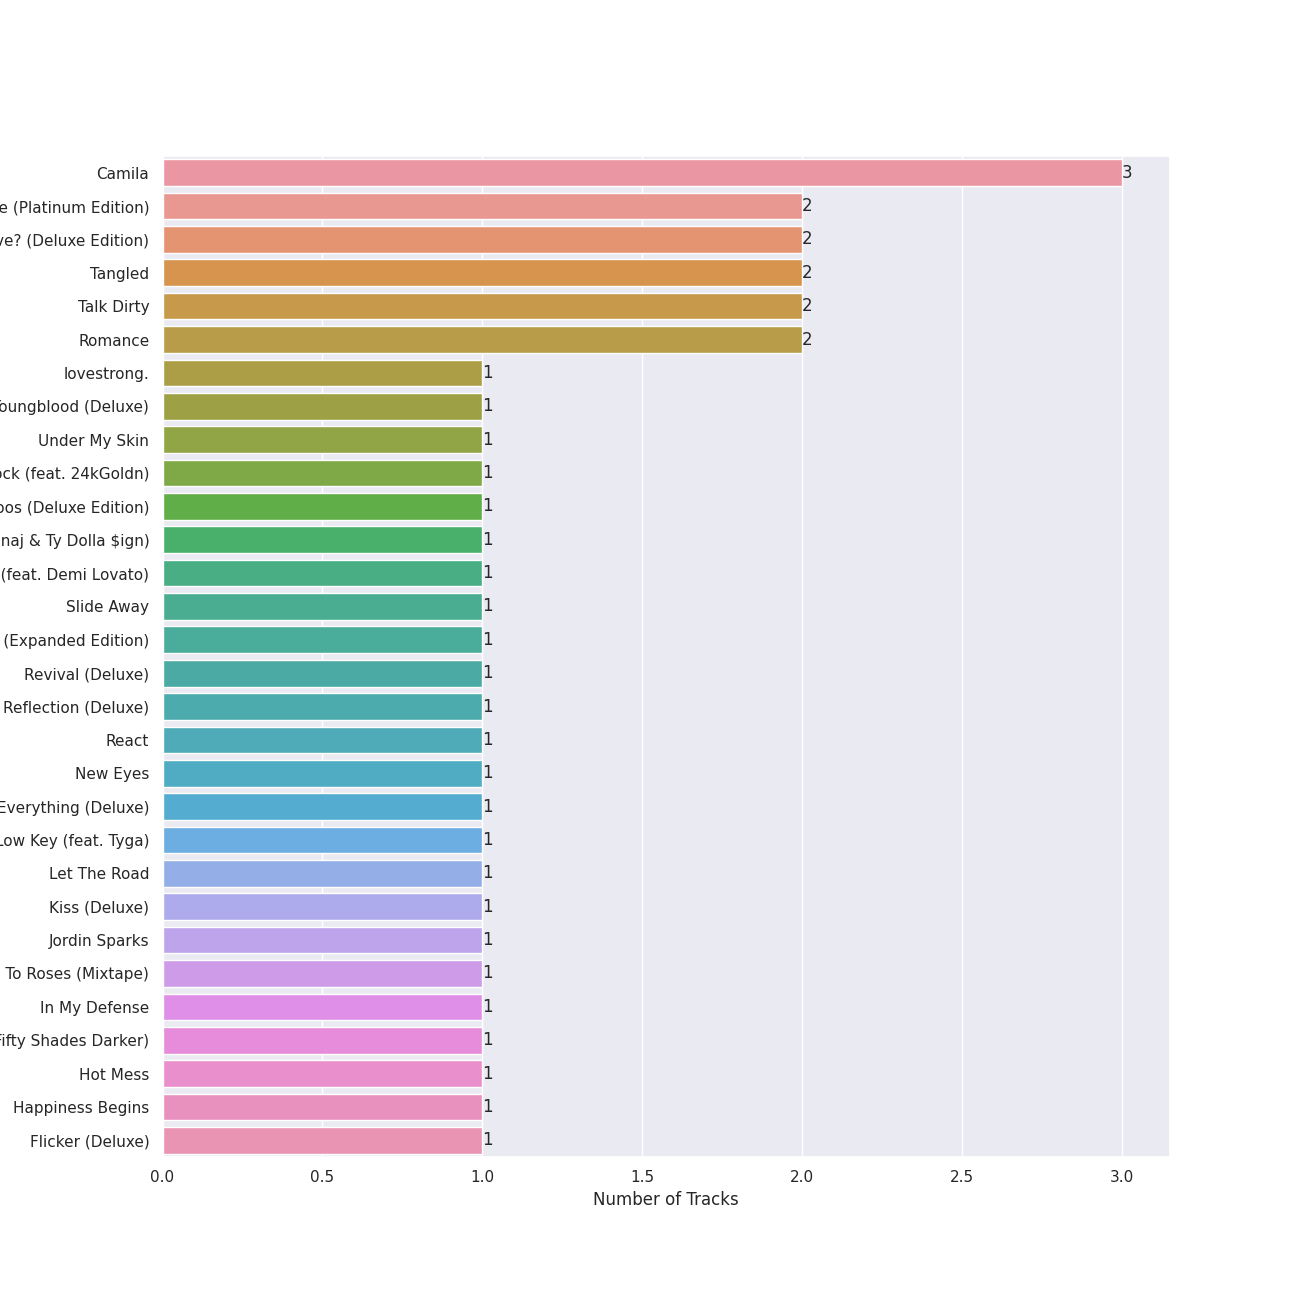 Camila 3
(Platinum Edition) 2
(Deluxe Edition) 2
Tangled 2
Talk Dirty 2
Romance 2
lovestrong. 1
(Deluxe) 1
Under My Skin 1
(feat. 24kGoldn) 1
(Deluxe Edition) 1
& Ty Dolla $ign) 1
(feat. Demi Lovato) 1
Slide Away 1
(Expanded Edition) 1
Revival (Deluxe) 1
Reflection (Deluxe) 1
React 1
New Eyes 1
Everything (Deluxe) 1
Low Key (feat. Tyga) 1
Let The Road 1
Kiss (Deluxe) 1
Jordin Sparks 1
To Roses (Mixtape) 1
In My Defense 1
Fifty Shades Darker) 1
Hot Mess 1
Happiness Begins 1
Flicker (Deluxe) 1
0.0 0.5 1.0 1.5 2.0 2.5 3.0
Number of Tracks